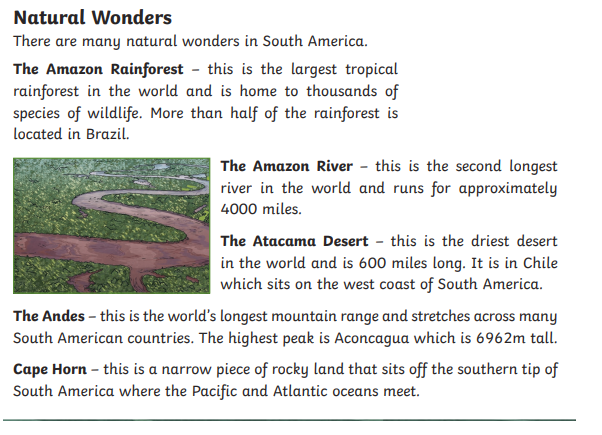 Natural Wonders
There are many natural wonders in South America.
The Amazon Rainforest – this is the largest tropical
rainforest in the world and is home to thousands of
species of wildlife. More than half of the rainforest is
located in Brazil.
The Amazon River – this is the second longest
river in the world and runs for approximately
4000 miles.
The Atacama Desert – this is the driest desert
in the world and is 600 miles long. It is in Chile
which sits on the west coast of South America.
The Andes – this is the world's longest mountain range and stretches across many
South American countries. The highest peak is Aconcagua which is 6962m tall.
Cape Horn – this is a narrow piece of rocky land that sits off the southern tip of
South America where the Pacific and Atlantic oceans meet.